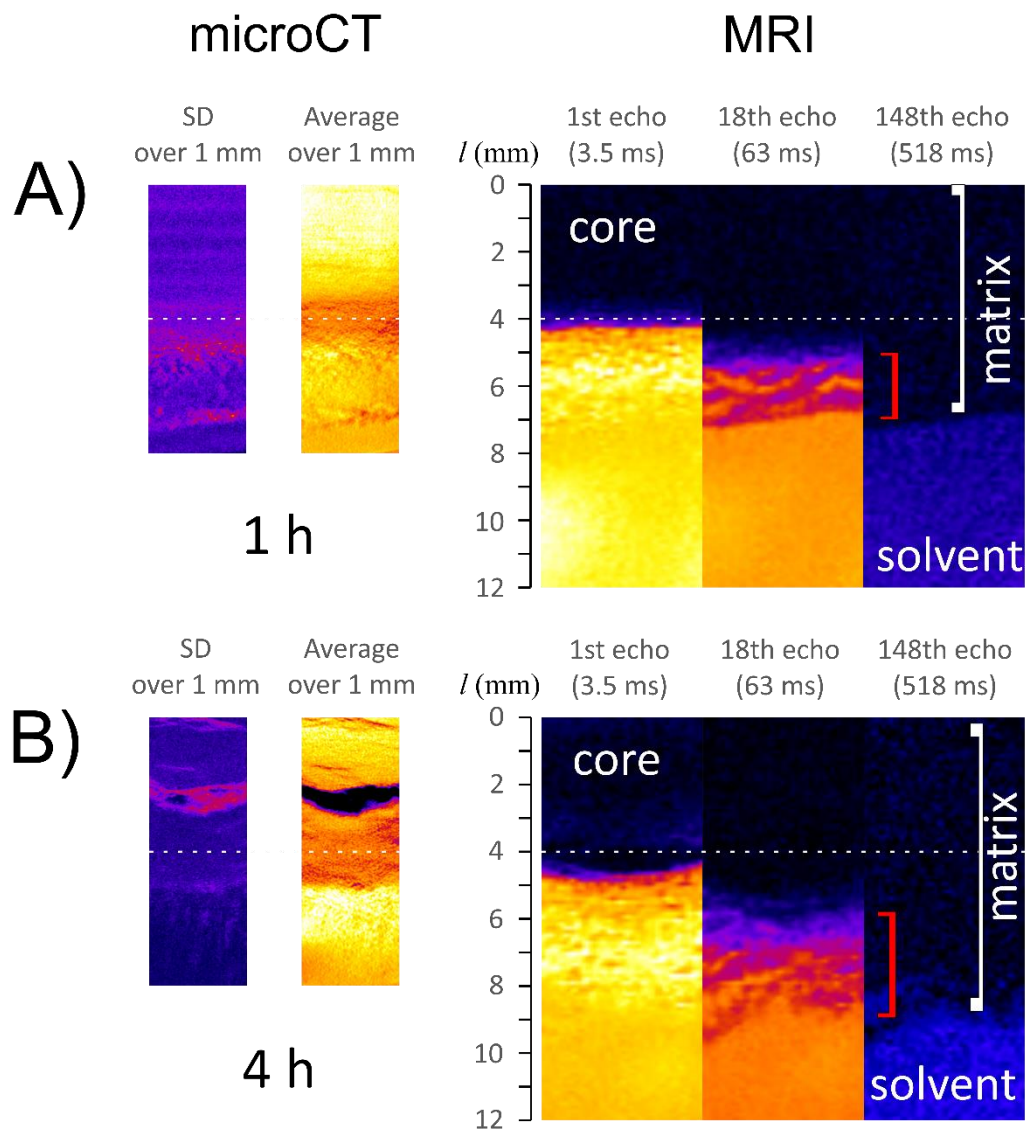 microCT
MRI
A)
SD
over 1 mm
Average
over 1 mm
l (mm)
1st echo
(3.5 ms)
18th echo
(63 ms)
148th echo
(518 ms)
0
2
4
6
8
10
12
core
matrix
solvent
1 h
B)
SD
over 1 mm
Average
over 1 mm
l (mm)
1st echo
(3.5 ms)
18th echo
(63 ms)
148th echo
(518 ms)
0
2
4
6
8
10
12
core
matrix
solvent
4 h